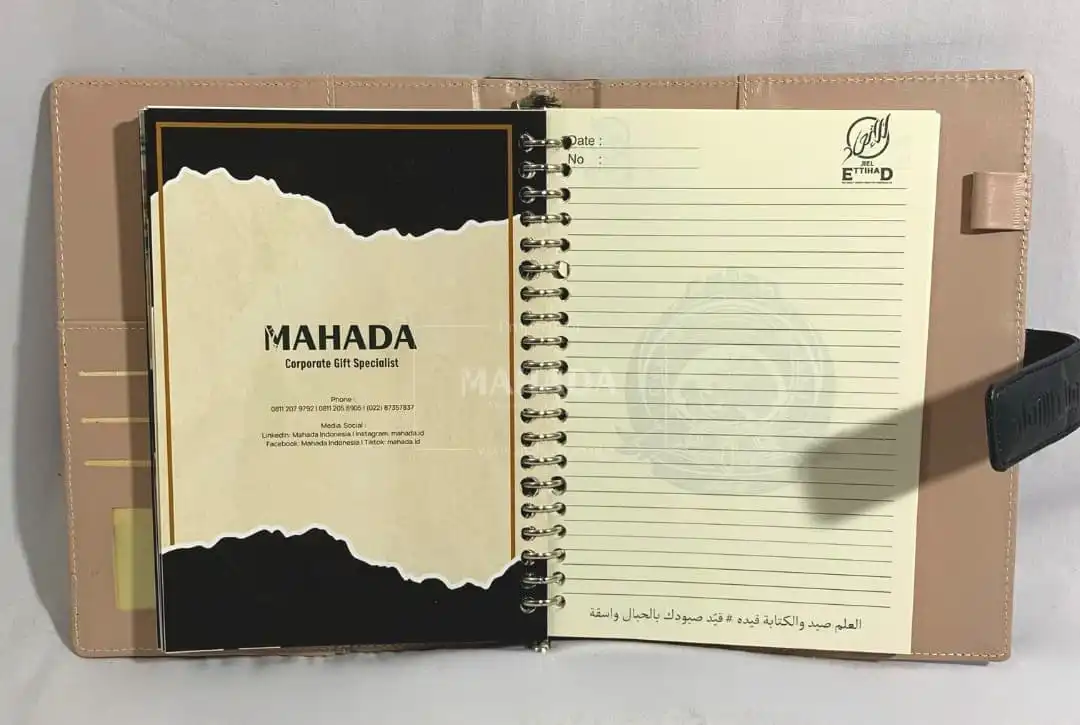 MAHADA
Corporate Gift Specialist
Phone :
0811 207 9792 | 0811 205 8905 | (022) 87357837
Media Social :
LinkedIn: Mahada Indonesia | Instagram: mahada.id
Facebook: Mahada Indonesia | Tiktok: mahada.id
Date :
No :
JIEL
ETTIHAD
العلم صيد والكتابة قيده # قيّد صيودك بالحبال واسقة
MAHADA